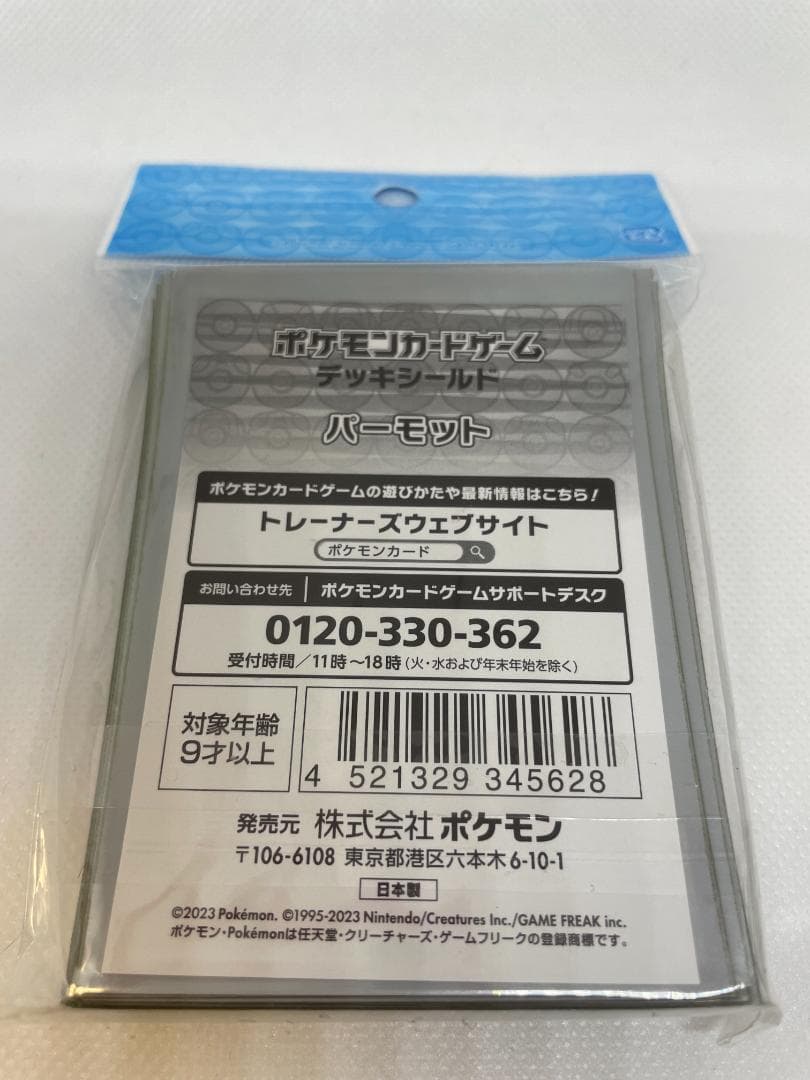 ポケモンカードゲーム
デッキシールド
パーモット
ポケモンカードゲームの遊びかたや最新情報はこちら!
トレーナーズウェブサイト
ポケモンカード
お問い合わせ先 ポケモンカードゲームサポートデスク
0120-330-362
受付時間/11時~18時(火・水および年末年始を除く)
対象年齢
9才以上
4 521329 345628
発売元 株式会社ポケモン
〒106-6108 東京都港区六本木6-10-1
日本製
©2023 Pokémon. ©1995-2023 Nintendo/Creatures Inc./GAME FREAK inc.
ポケモン・Pokémonは任天堂・クリーチャーズ・ゲームフリークの登録商標です。